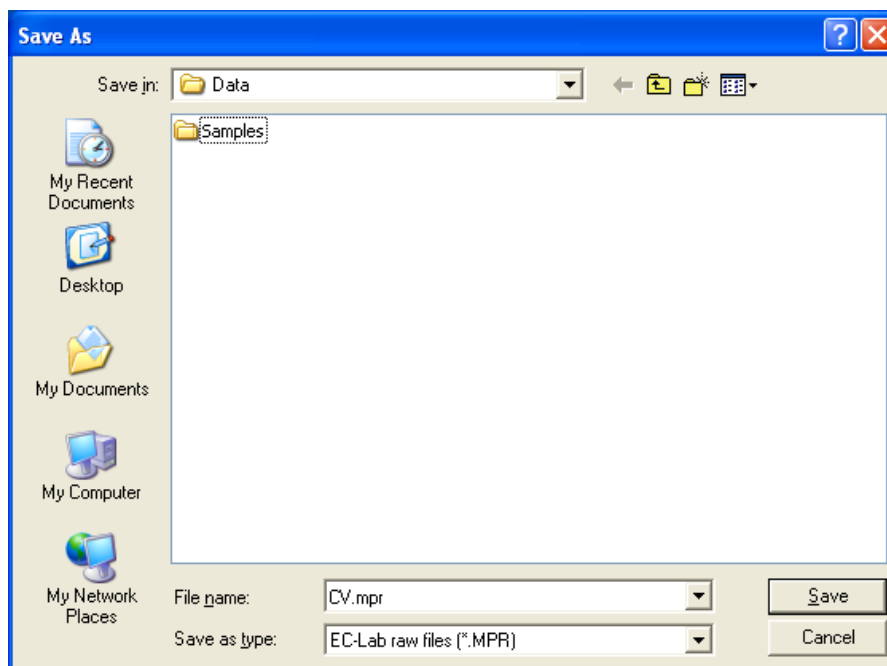 Save As
Save in: Data
Samples
My Recent
Documents
Desktop
My Documents
My Computer
My Network
Places
File name: CV.mpr
Save
Save as type: EC-Lab raw files (*.MPR)
Cancel